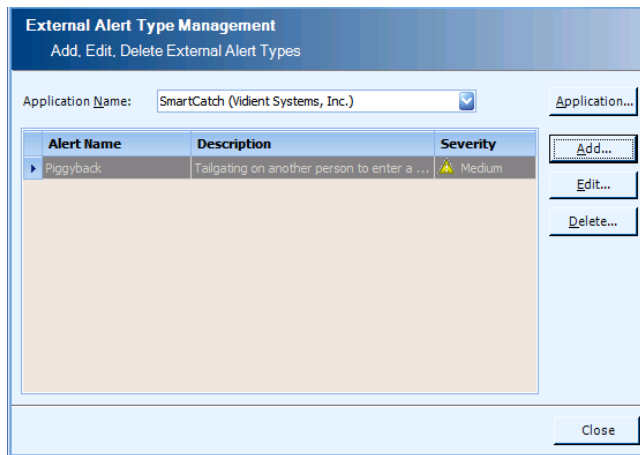 External Alert Type Management
Add, Edit, Delete External Alert Types
Application Name: SmartCatch (Vidient Systems, Inc.) Application...
Alert Name Description Severity
Piggyback Tailgating on another person to enter a ... Medium
Add...
Edit...
Delete...
Close